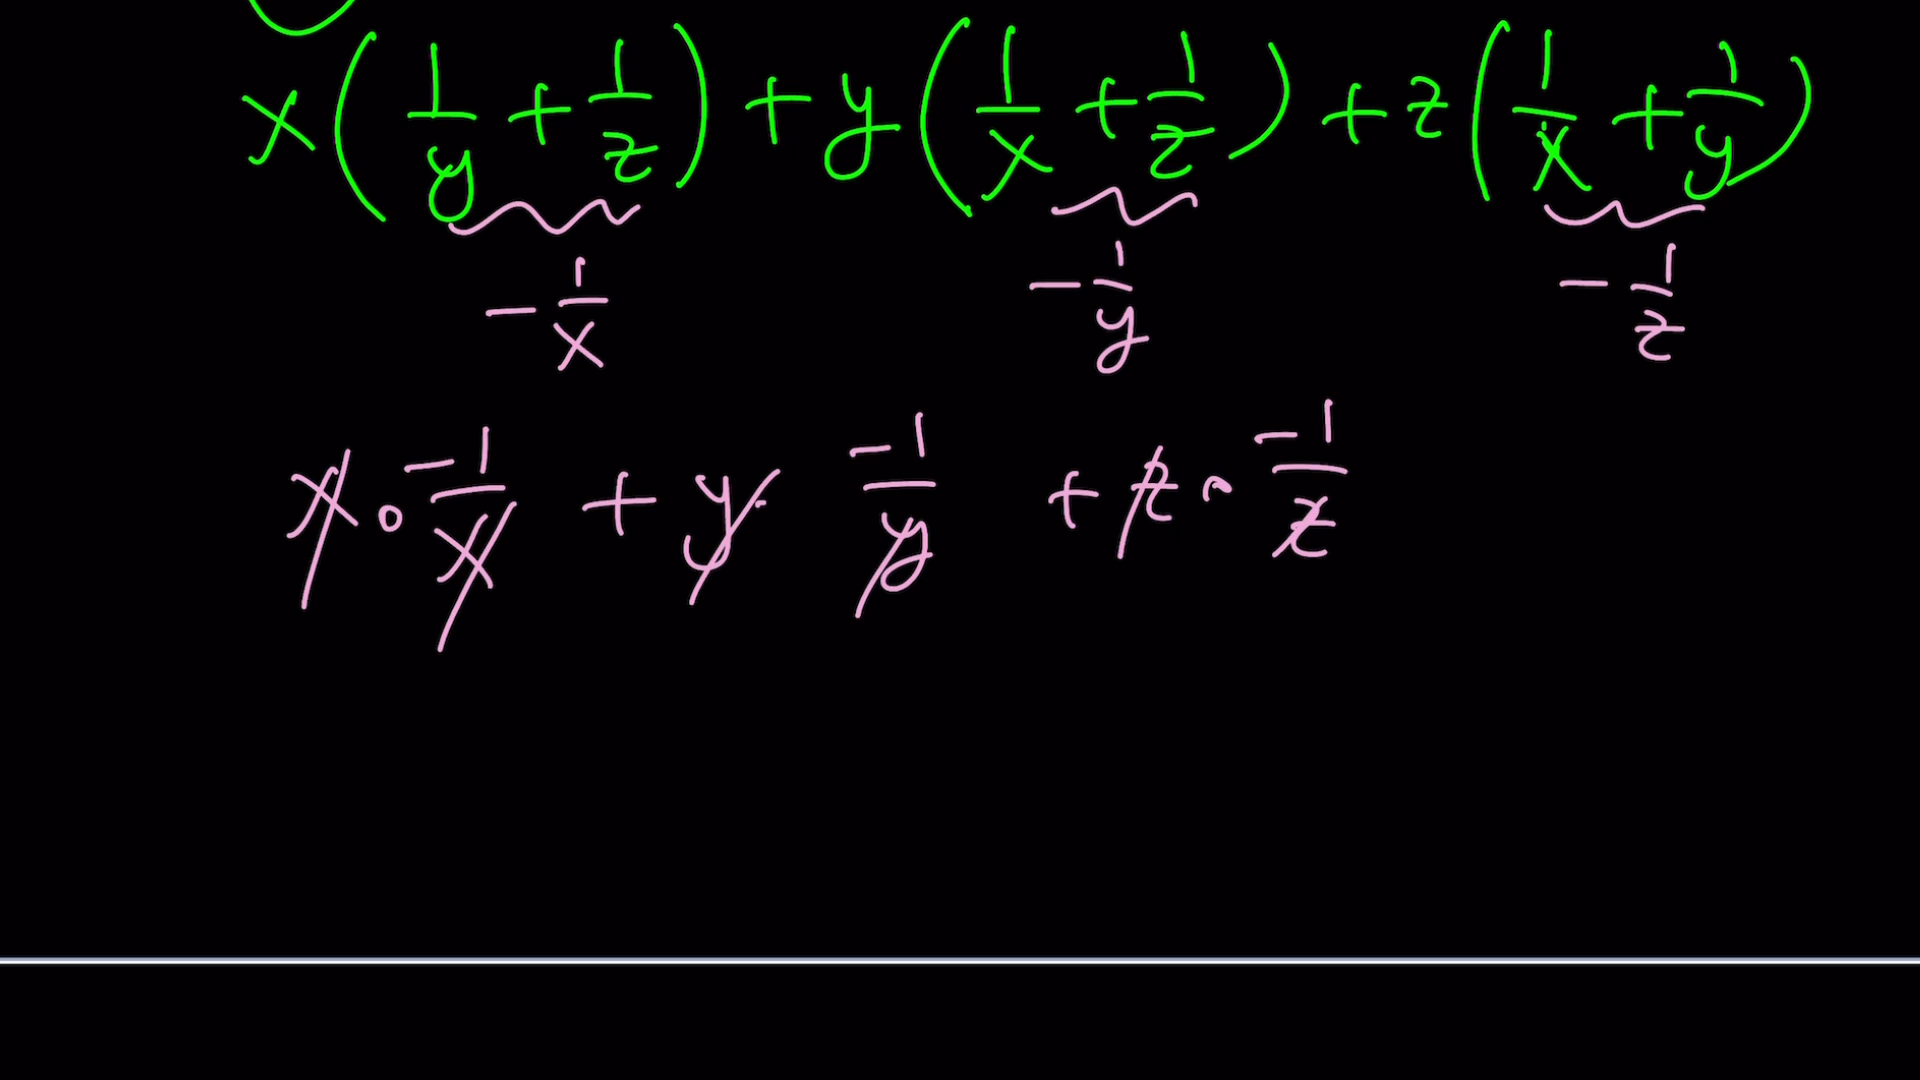 x(1/y + 1/z) + y(1/x + 1/z) + z(1/x + 1/y)
-1/x -1/y -1/z
x · -1/x + y · -1/y + z · -1/z